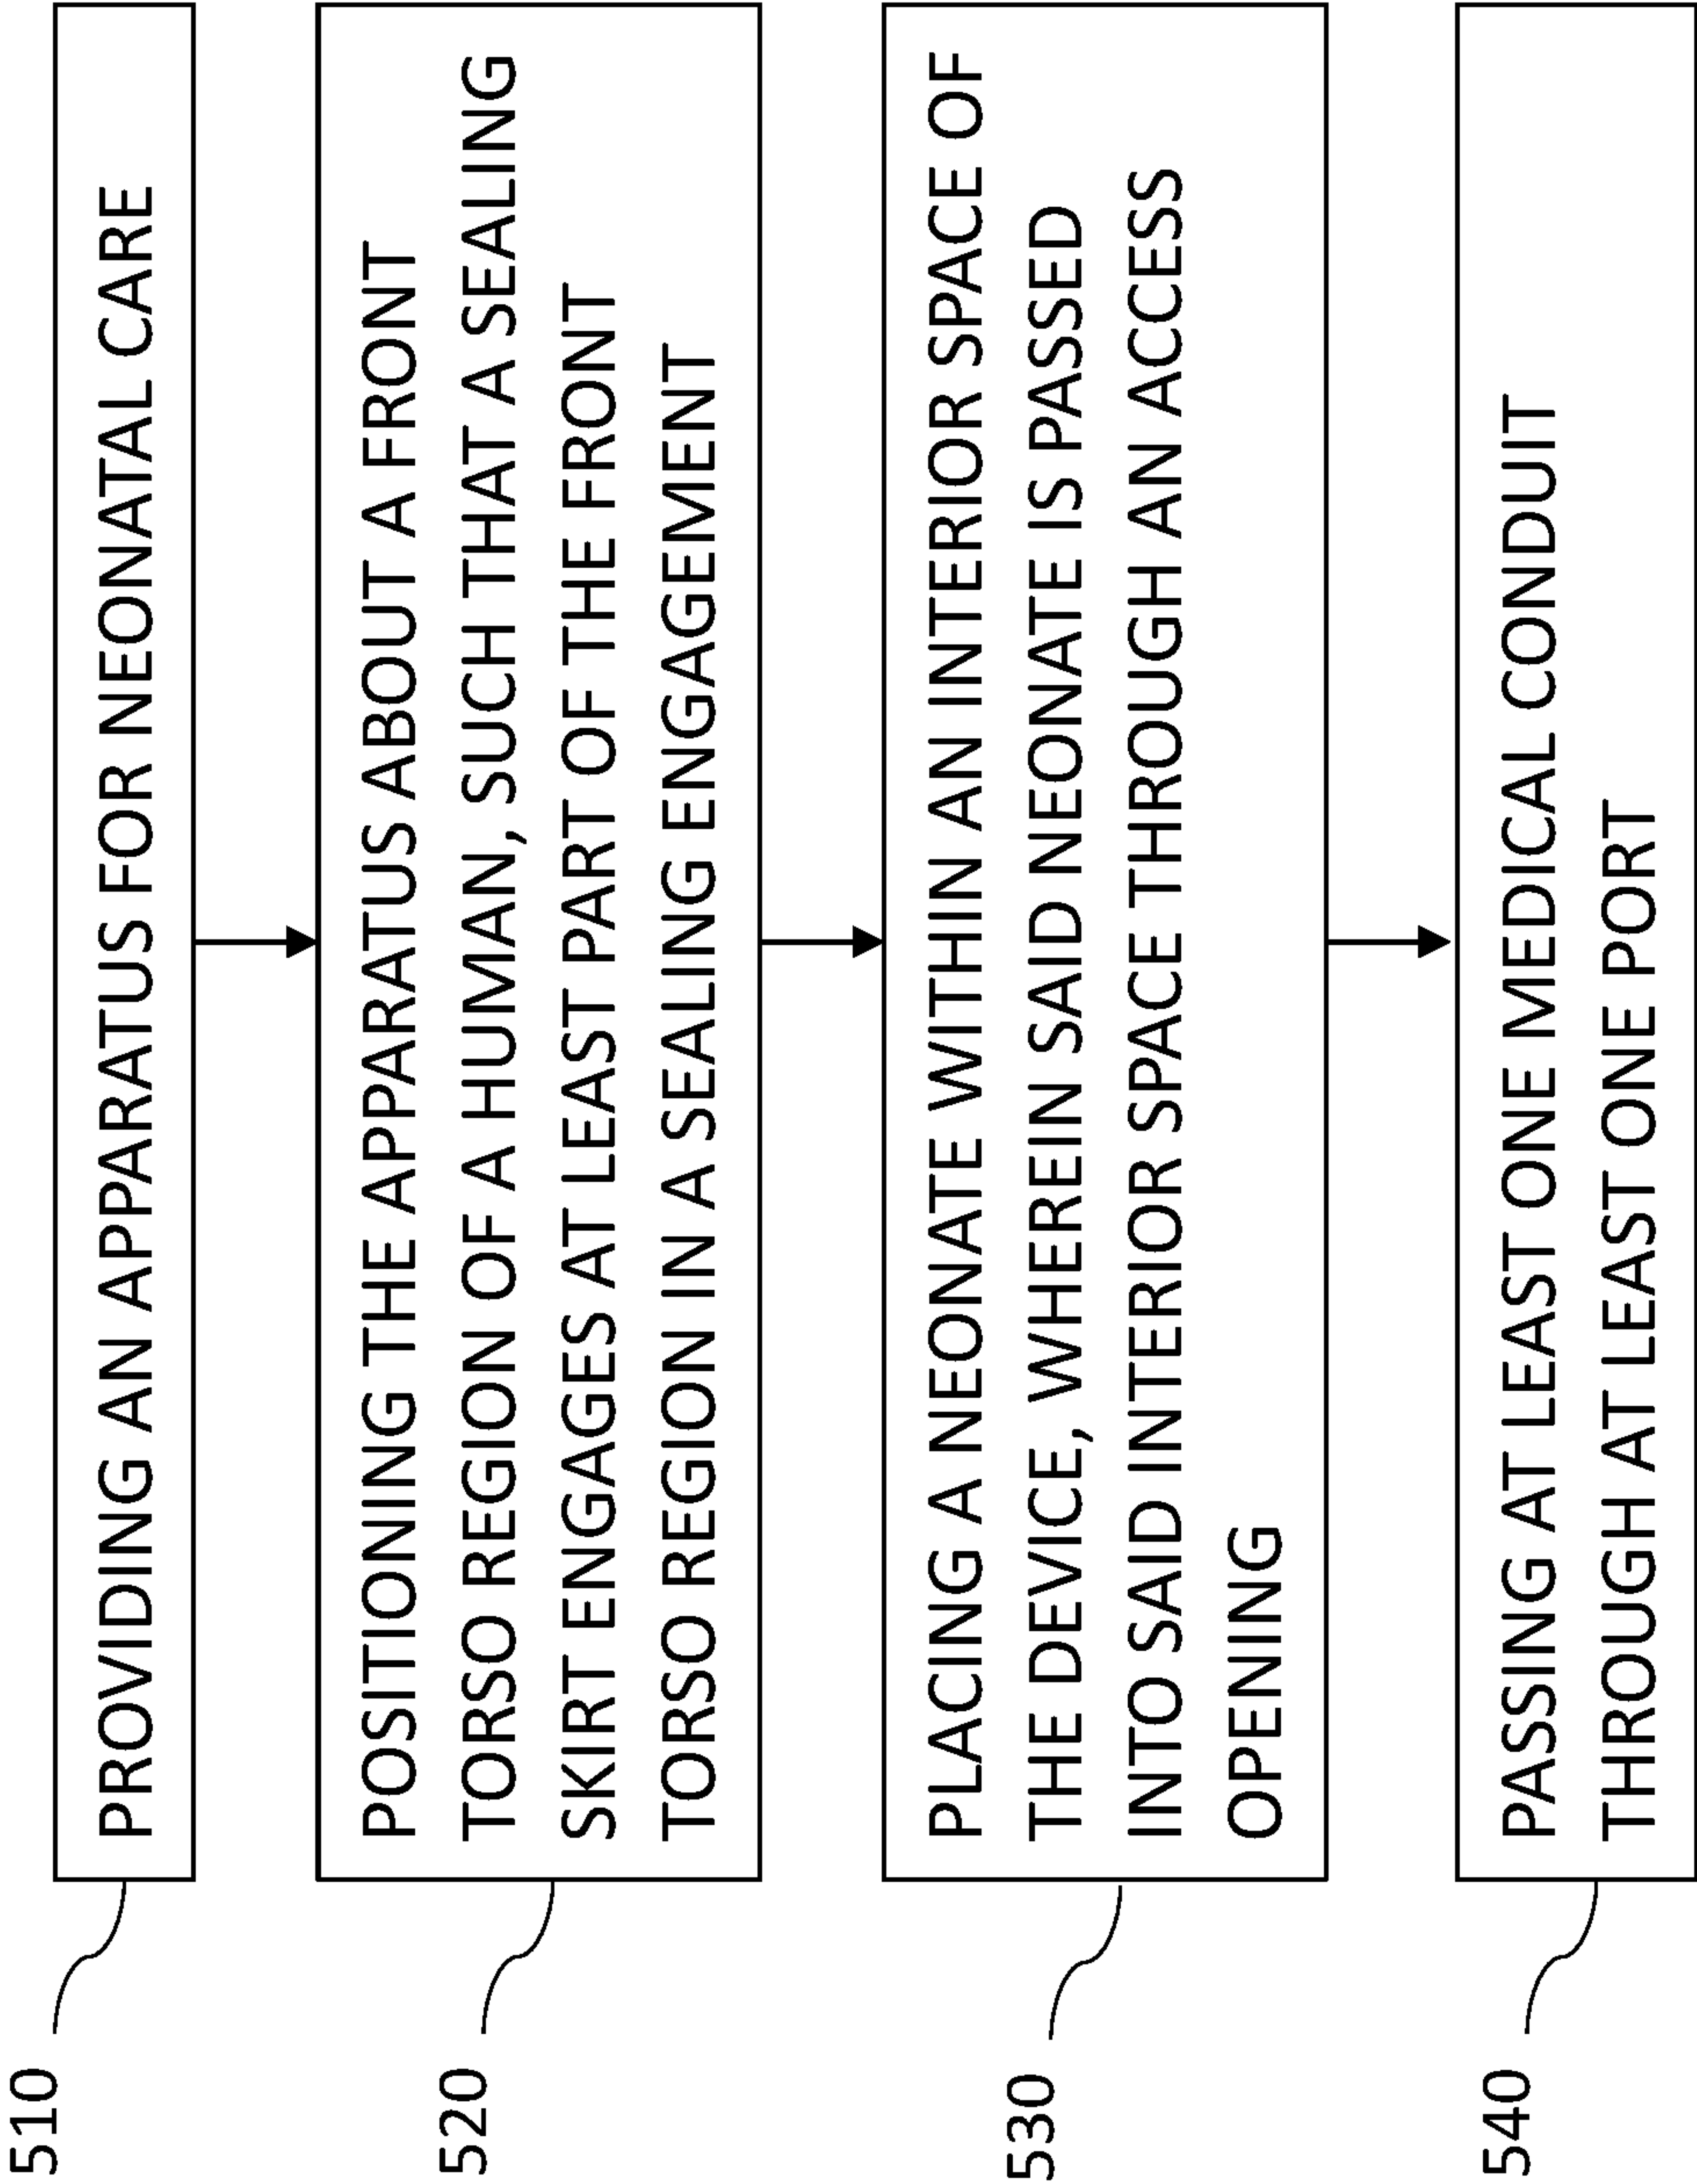 510
PROVIDING AN APPARATUS FOR NEONATAL CARE
520
POSITIONING THE APPARATUS ABOUT A FRONT
TORSO REGION OF A HUMAN, SUCH THAT A SEALING
SKIRT ENGAGES AT LEAST PART OF THE FRONT
TORSO REGION IN A SEALING ENGAGEMENT
530
PLACING A NEONATE WITHIN AN INTERIOR SPACE OF
THE DEVICE, WHEREIN SAID NEONATE IS PASSED
INTO SAID INTERIOR SPACE THROUGH AN ACCESS
OPENING
540
PASSING AT LEAST ONE MEDICAL CONDUIT
THROUGH AT LEAST ONE PORT